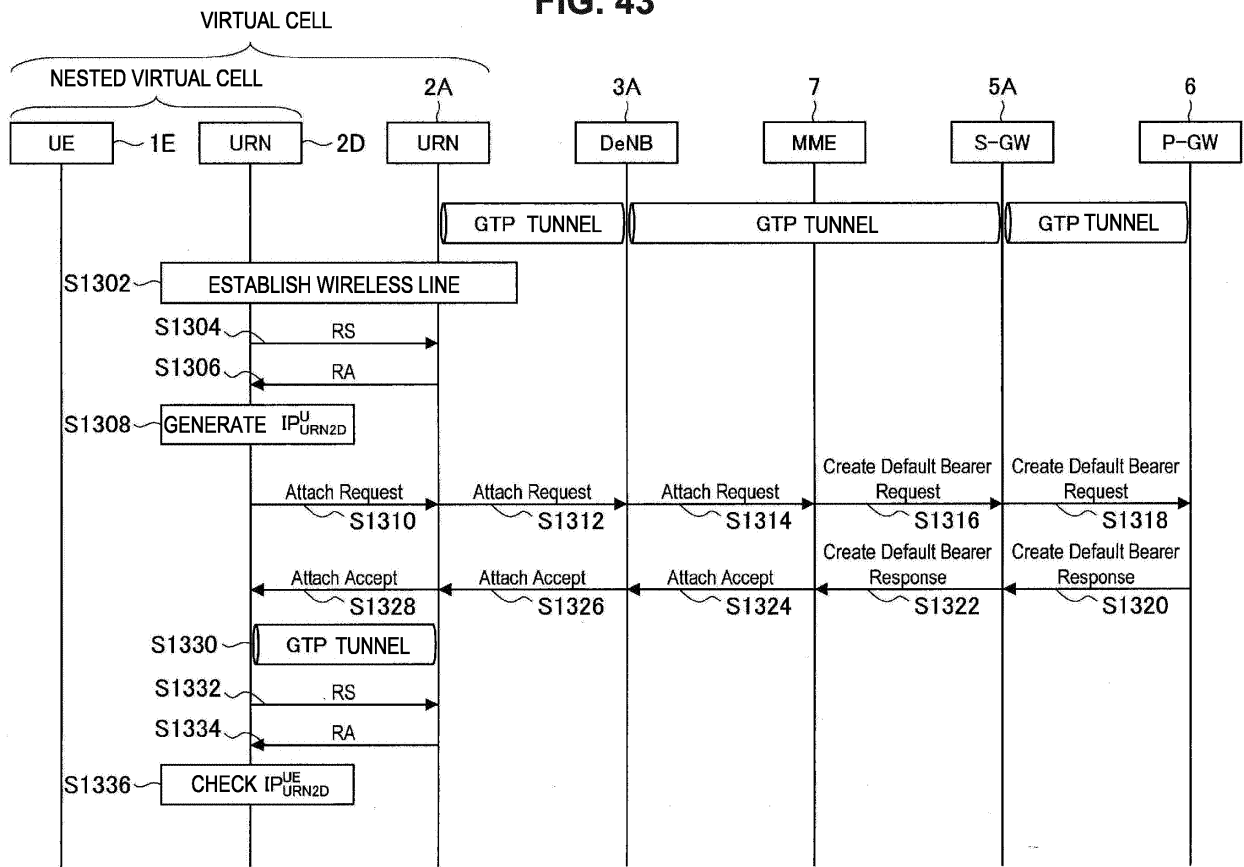 FIG. 43
VIRTUAL CELL
NESTED VIRTUAL CELL
2A
3A
7
5A
6
UE
1E
URN
2D
URN
DeNB
MME
S-GW
P-GW
GTP TUNNEL
GTP TUNNEL
GTP TUNNEL
S1302
ESTABLISH WIRELESS LINE
S1304
RS
S1306
RA
S1308
GENERATE IP^U_URN2D
Attach Request
S1310
Attach Request
S1312
Attach Request
S1314
Create Default Bearer
Request
S1316
Create Default Bearer
Request
S1318
Attach Accept
S1328
Attach Accept
S1326
Attach Accept
S1324
Create Default Bearer
Response
S1322
Create Default Bearer
Response
S1320
S1330
GTP TUNNEL
S1332
RS
S1334
RA
S1336
CHECK IP^UE_URN2D